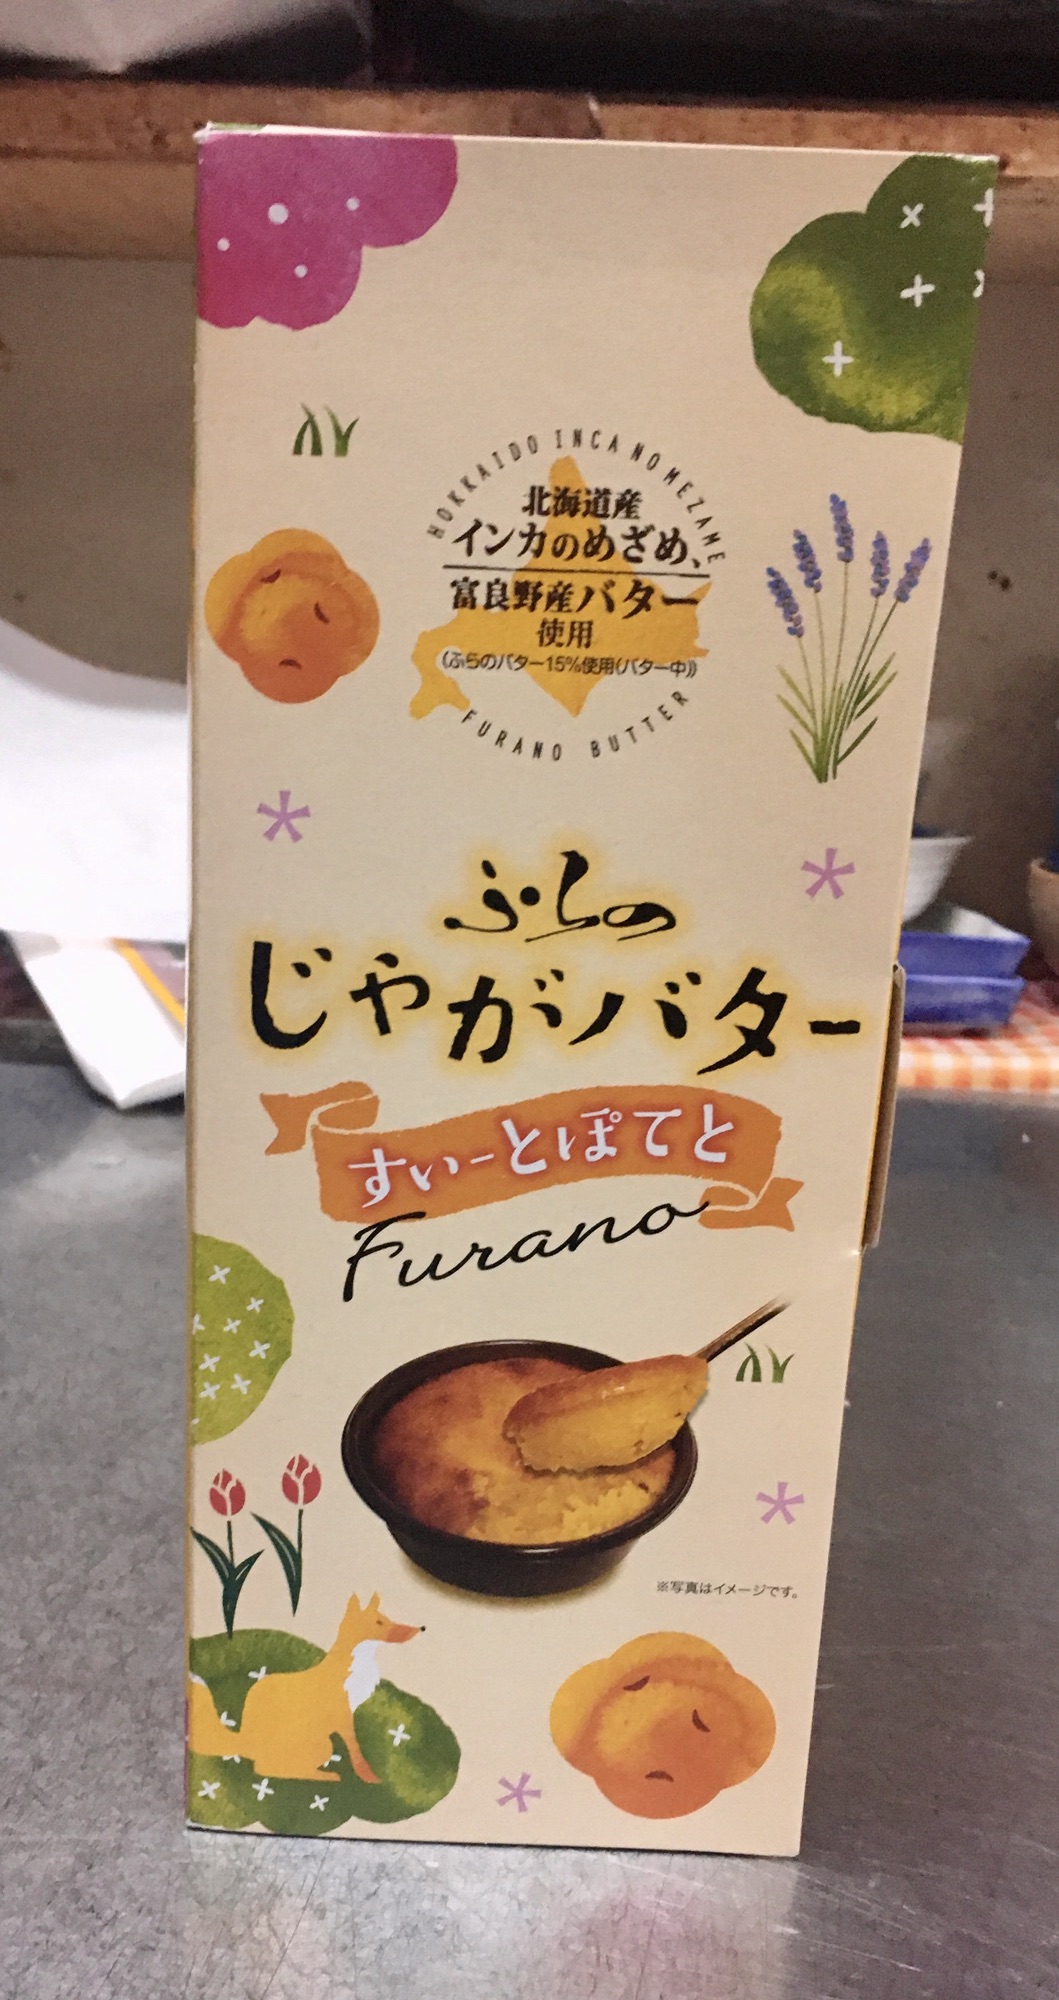 HOKKAIDO INCA NO MEZAME
北海道産
インカのめざめ、
富良野産バター
使用
(ふらのバター15%使用(バター中))
FURANO BUTTER
ふらの
じゃがバター
すぃーとぽてと
Furano
※写真はイメージです。